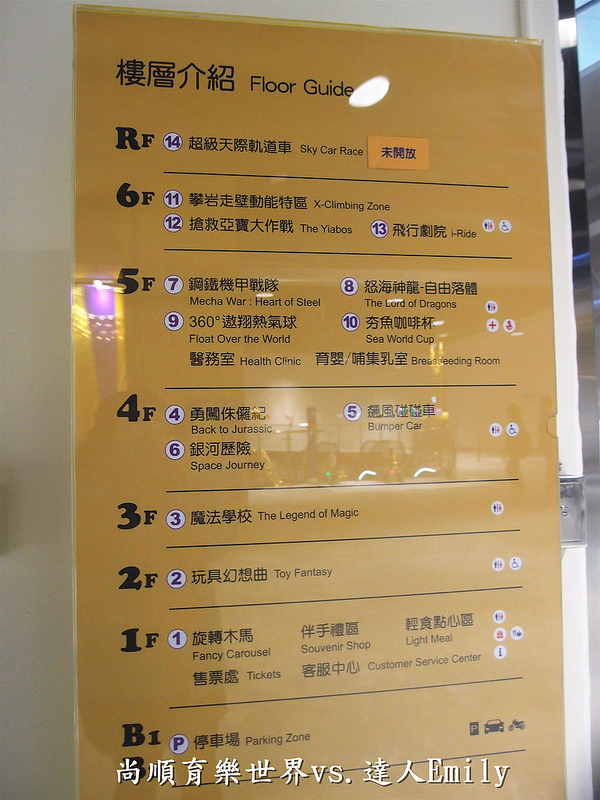 樓層介紹 Floor Guide
RF 14 超級天際軌道車 Sky Car Race 未開放
6F 11 攀岩走壁動能特區 X-Climbing Zone
12 搶救亞寶大作戰 The Yiabos 13 飛行劇院 i-Ride
5F 7 鋼鐵機甲戰隊 8 怒海神龍-自由落體
Mecha War : Heart of Steel The Lord of Dragons
9 360°遨翔熱氣球 10 夯魚咖啡杯
Float Over the World Sea World Cup
醫務室 Health Clinic 育嬰/哺集乳室 Breastfeeding Room
4F 4 勇闖侏儸紀 5 飆風碰碰車
Back to Jurassic Bumper Car
6 銀河歷險
Space Journey
3F 3 魔法學校 The Legend of Magic
2F 2 玩具幻想曲 Toy Fantasy
1F 1 旋轉木馬 伴手禮區 輕食點心區
Fancy Carousel Souvenir Shop Light Meal
售票處 Tickets 客服中心 Customer Service Center
B1 P 停車場 Parking Zone P
尚順育樂世界vs.達人Emily